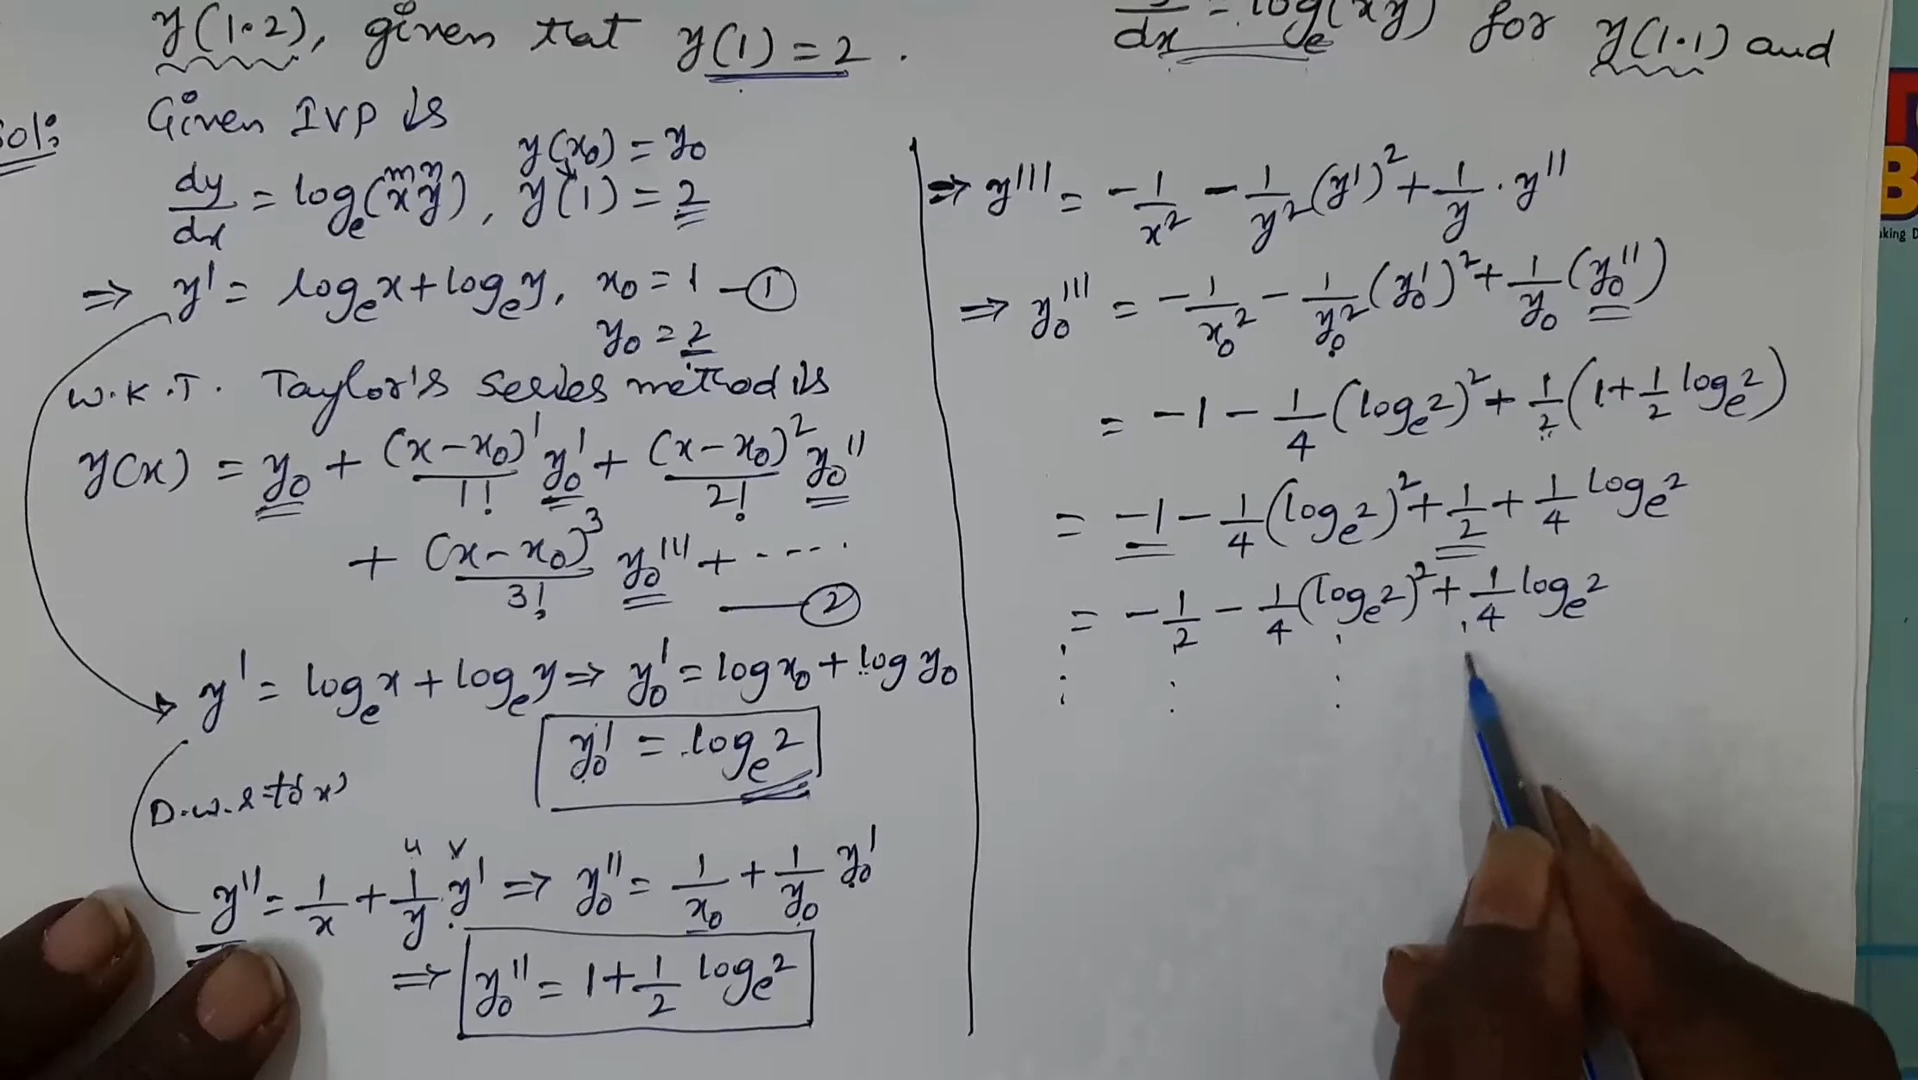 dy/dx = log_e(xy) for y(1.1) and
y(1.2), given that y(1) = 2.
Sol:
Given IVP is
y(x₀) = y₀
dy/dx = log_e(xy), y(1) = 2
m n
⇒ y' = log_e x + log_e y, x₀ = 1 —①
y₀ = 2
W.K.T. Taylor's series method is
y(x) = y₀ + (x-x₀)¹/1! y₀' + (x-x₀)²/2! y₀''
+ (x-x₀)³/3! y₀''' + ----.
—②
y' = log_e x + log_e y ⇒ y₀' = log x₀ + log y₀
y₀' = log_e 2
D.w.r.to 'x'
u v
y'' = 1/x + 1/y y' ⇒ y₀'' = 1/x₀ + 1/y₀ y₀'
⇒ y₀'' = 1 + 1/2 log_e 2
⇒ y''' = -1/x² - 1/y² (y')² + 1/y · y''
⇒ y₀''' = -1/x₀² - 1/y₀² (y₀')² + 1/y₀ (y₀'')
= -1 - 1/4 (log_e 2)² + 1/2 (1 + 1/2 log_e 2)
= -1 - 1/4 (log_e 2)² + 1/2 + 1/4 log_e 2
= -1/2 - 1/4 (log_e 2)² + 1/4 log_e 2
B
king D